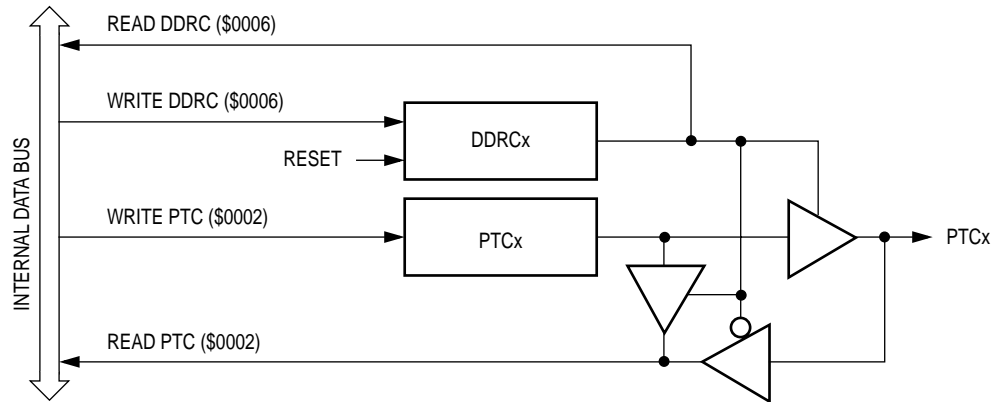 READ DDRC ($0006)
WRITE DDRC ($0006)
DDRCx
RESET
WRITE PTC ($0002)
PTCx
PTCx
READ PTC ($0002)
INTERNAL DATA BUS